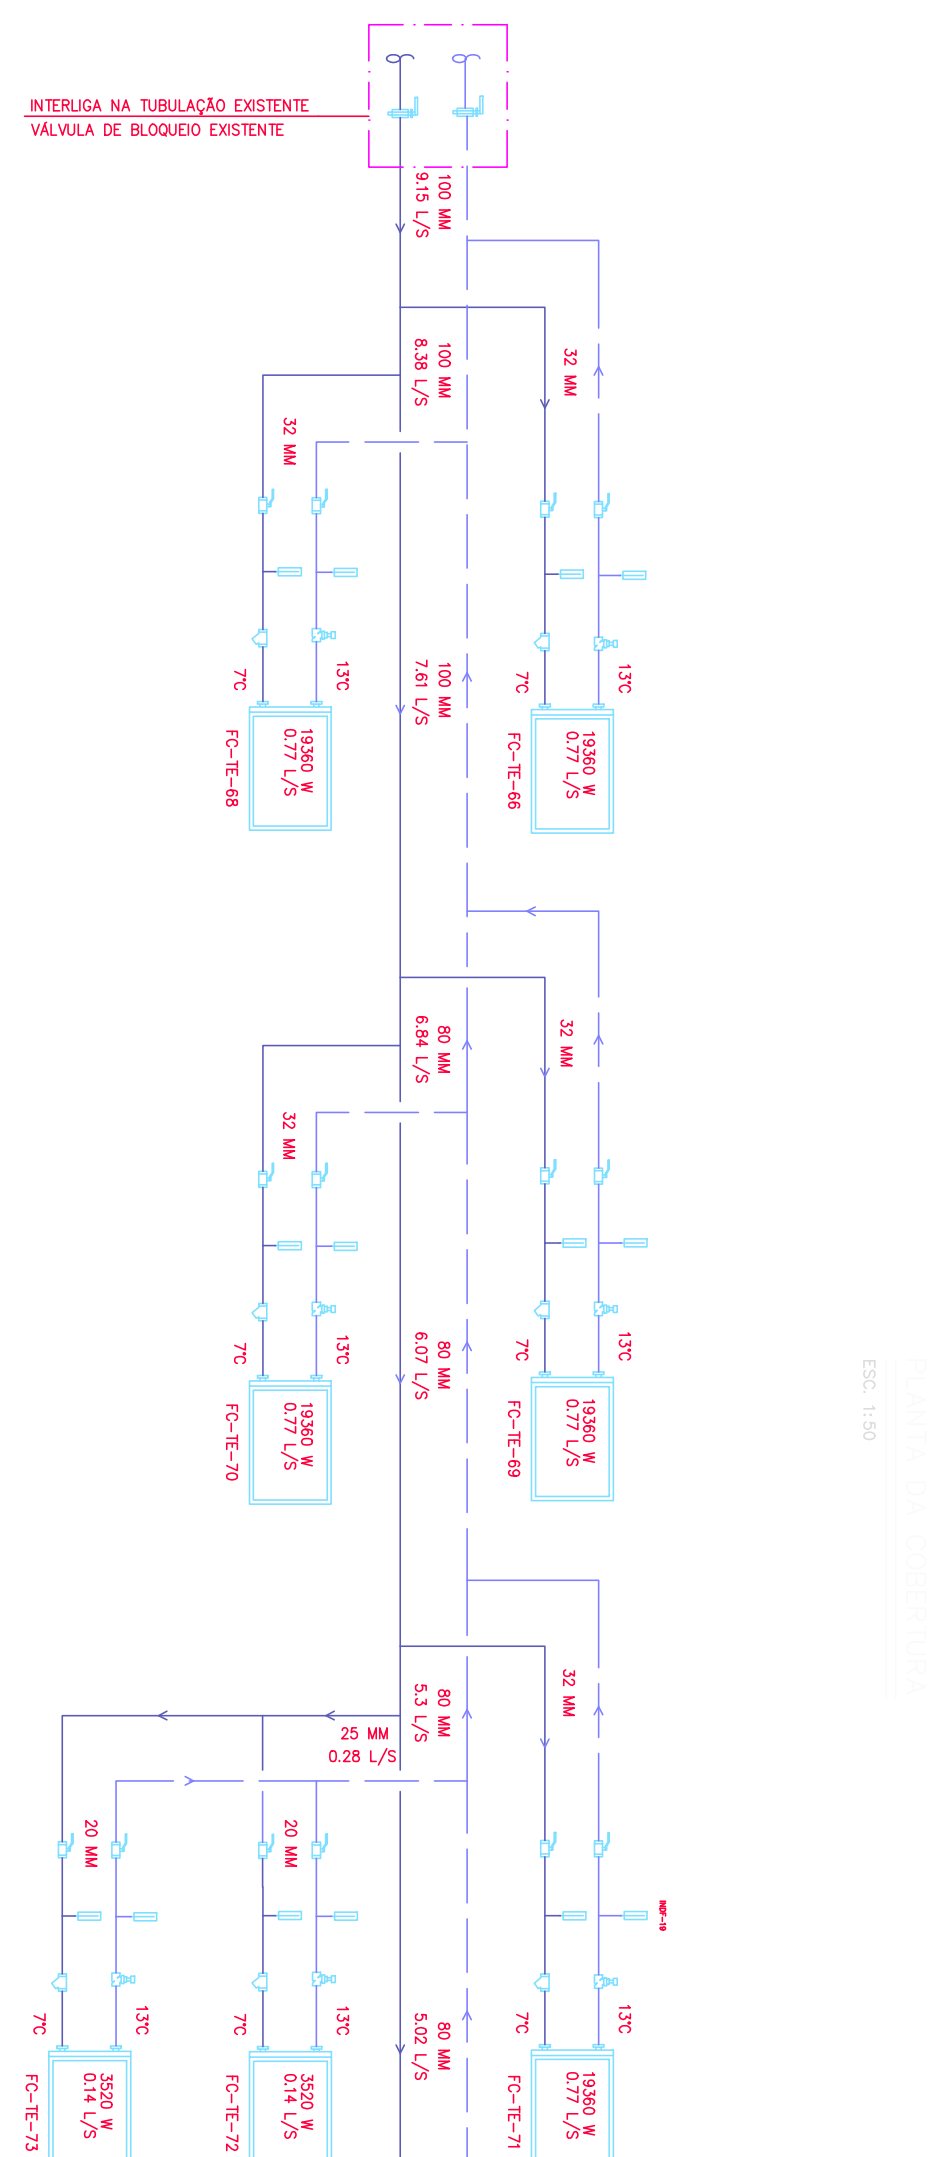 INTERLIGA NA TUBULAÇÃO EXISTENTE
VÁLVULA DE BLOQUEIO EXISTENTE
100 MM
9.15 L/S
100 MM
8.38 L/S
32 MM
32 MM
100 MM
7.61 L/S
7°C
13°C
7°C
13°C
19360 W
0.77 L/S
FC-TE-68
19360 W
0.77 L/S
FC-TE-66
80 MM
6.84 L/S
32 MM
32 MM
80 MM
6.07 L/S
7°C
13°C
7°C
13°C
19360 W
0.77 L/S
FC-TE-70
19360 W
0.77 L/S
FC-TE-69
PLANTA DA COBERTURA
ESC. 1:50
80 MM
5.3 L/S
32 MM
25 MM
0.28 L/S
20 MM
20 MM
INDF-19
80 MM
5.02 L/S
7°C
13°C
7°C
13°C
7°C
13°C
3520 W
0.14 L/S
FC-TE-73
3520 W
0.14 L/S
FC-TE-72
19360 W
0.77 L/S
FC-TE-71